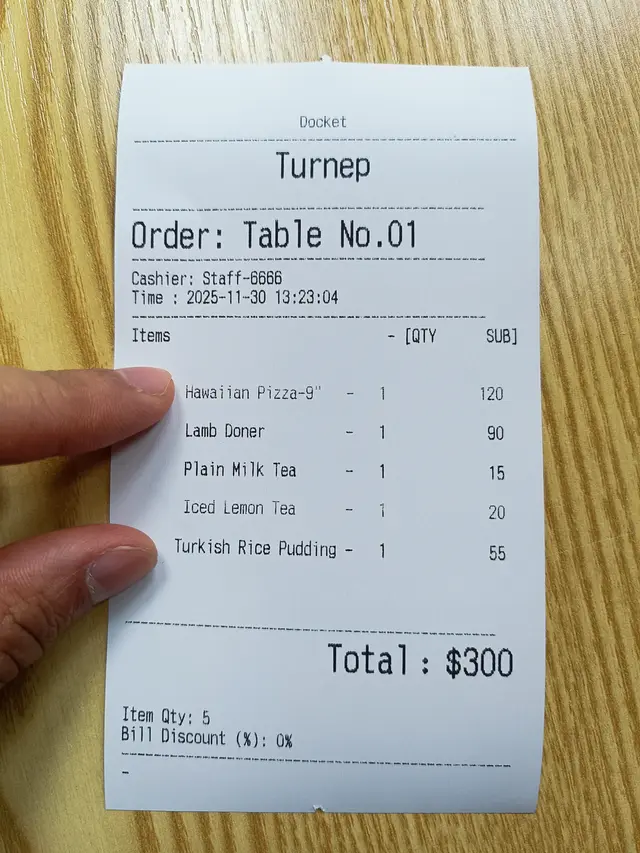 Docket
Turnep
Order: Table No.01
Cashier: Staff-6666
Time : 2025-11-30 13:23:04
Items - [QTY SUB]
Hawaiian Pizza-9" - 1 120
Lamb Doner - 1 90
Plain Milk Tea - 1 15
Iced Lemon Tea - 1 20
Turkish Rice Pudding - 1 55
Total: $300
Item Qty: 5
Bill Discount (%): 0%
-